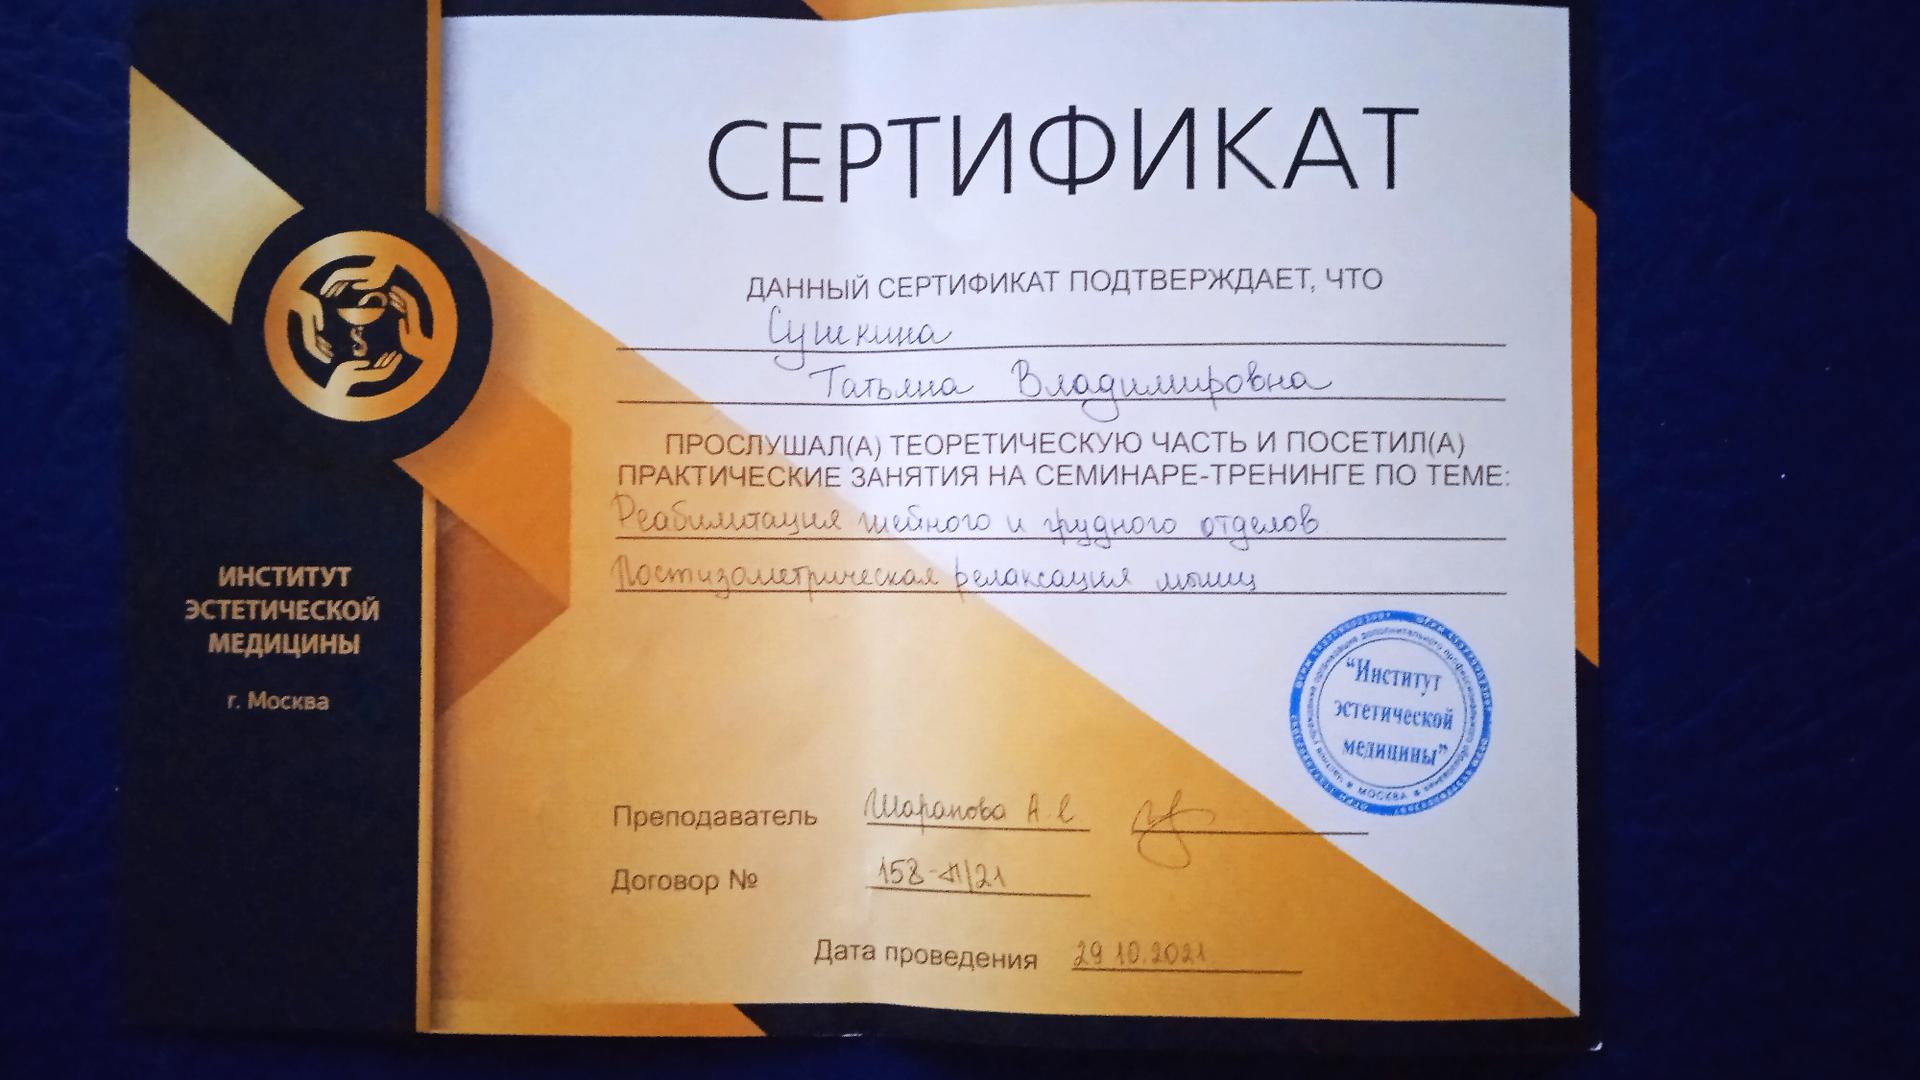 СЕРТИФИКАТ
ДАННЫЙ СЕРТИФИКАТ ПОДТВЕРЖДАЕТ, ЧТО
Сушкина
Татьяна Владимировна
ПРОСЛУШАЛ(А) ТЕОРЕТИЧЕСКУЮ ЧАСТЬ И ПОСЕТИЛ(А)
ПРАКТИЧЕСКИЕ ЗАНЯТИЯ НА СЕМИНАРЕ-ТРЕНИНГЕ ПО ТЕМЕ:
Реабилитация шейного и грудного отделов
Постизометрическая релаксация мышц
ИНСТИТУТ
ЭСТЕТИЧЕСКОЙ
МЕДИЦИНЫ
г. Москва
"Институт
эстетической
медицины"
МОСКВА
Преподаватель Шарапова А.
Договор № 158-П/21
Дата проведения 29.10.2021